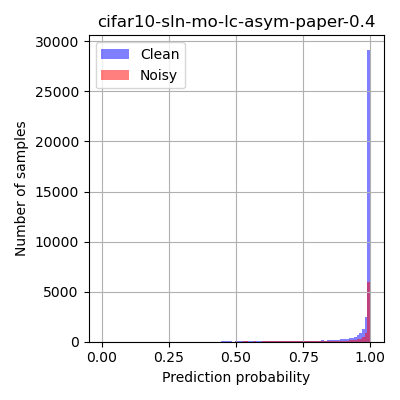 cifar10-sln-mo-lc-asym-paper-0.4
30000
25000
20000
15000
10000
5000
0
Number of samples
Clean
Noisy
0.00 0.25 0.50 0.75 1.00
Prediction probability